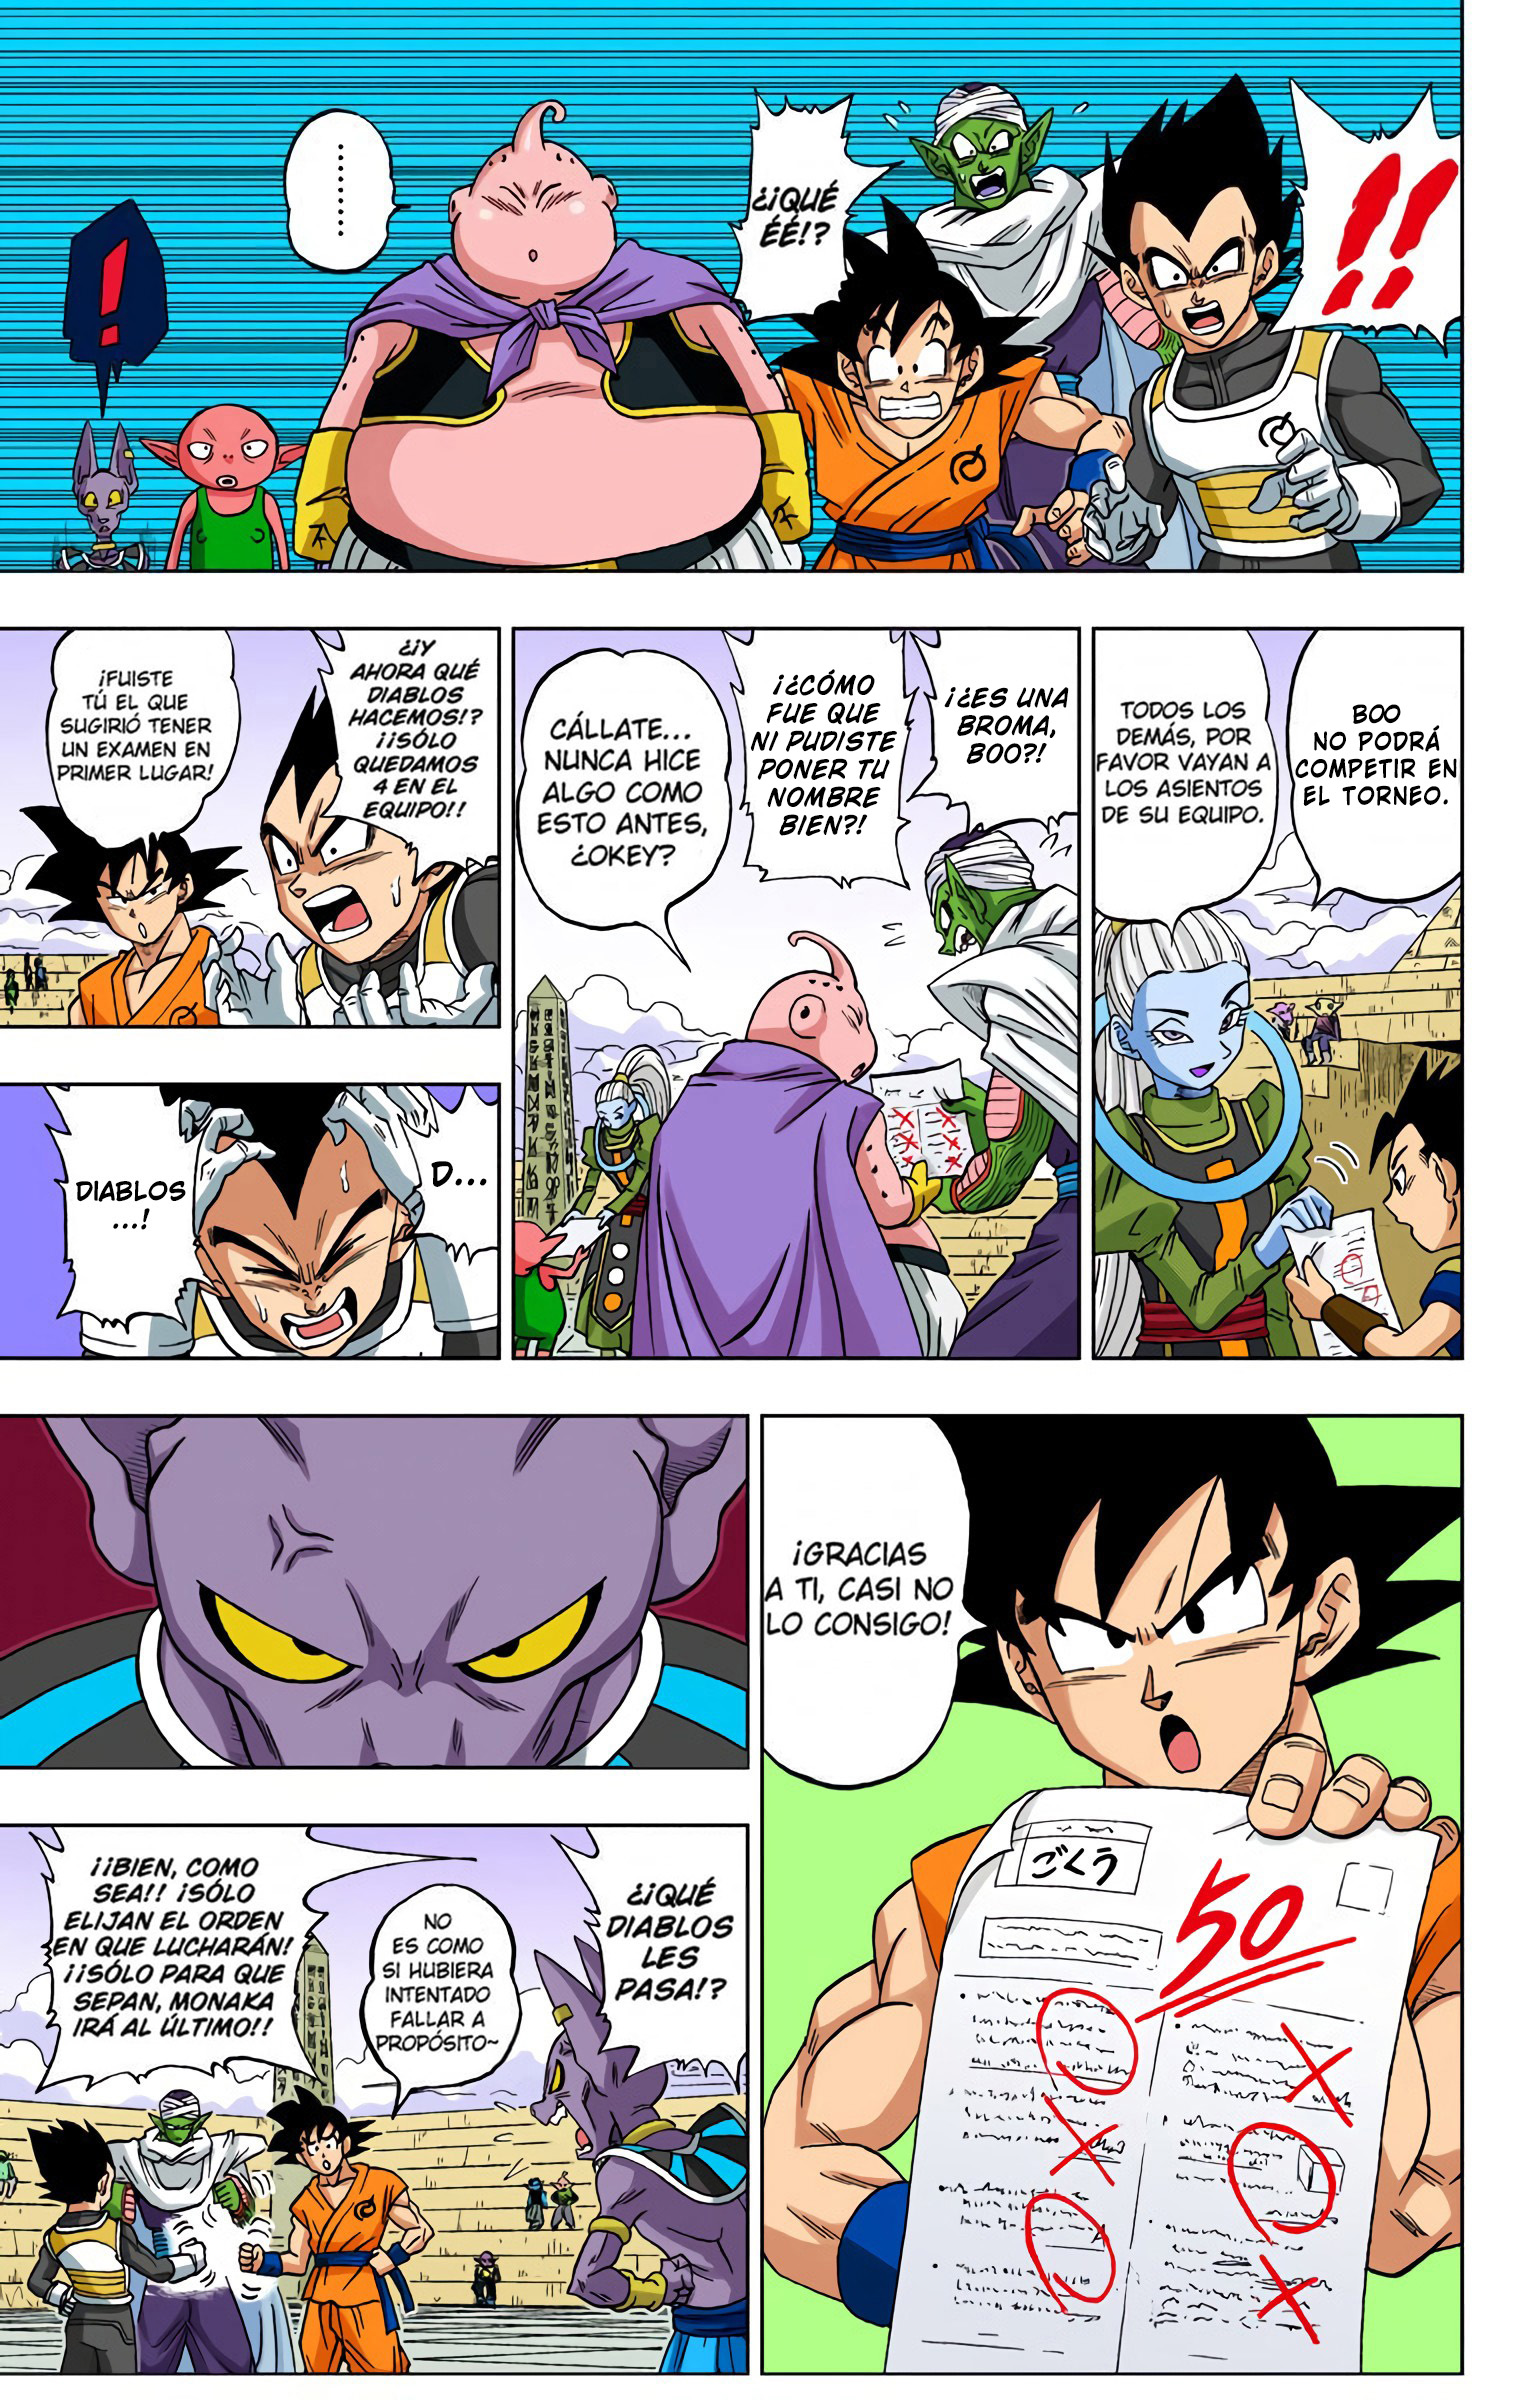 !!
¿¡QUÉ
ÉÉ!?
.........
!
BOO
NO PODRÁ
COMPETIR EN
EL TORNEO.
TODOS LOS
DEMÁS, POR
FAVOR VAYAN A
LOS ASIENTOS
DE SU EQUIPO.
¡¿ES UNA
BROMA,
BOO?!
¡¿CÓMO
FUE QUE
NI PUDISTE
PONER TU
NOMBRE
BIEN?!
CÁLLATE...
NUNCA HICE
ALGO COMO
ESTO ANTES,
¿OKEY?
¿¡Y
AHORA QUÉ
DIABLOS
HACEMOS!?
¡¡SÓLO
QUEDAMOS
4 EN EL
EQUIPO!!
¡FUISTE
TÚ EL QUE
SUGIRIÓ TENER
UN EXAMEN EN
PRIMER LUGAR!
D...
DIABLOS
...!
¡GRACIAS
A TI, CASI NO
LO CONSIGO!
ごくう
50
¿¡QUÉ
DIABLOS
LES
PASA!?
NO
ES COMO
SI HUBIERA
INTENTADO
FALLAR A
PROPÓSITO~
¡¡BIEN, COMO
SEA!! ¡SÓLO
ELIJAN EL ORDEN
EN QUE LUCHARÁN!
¡¡SÓLO PARA QUE
SEPAN, MONAKA
IRÁ AL ÚLTIMO!!